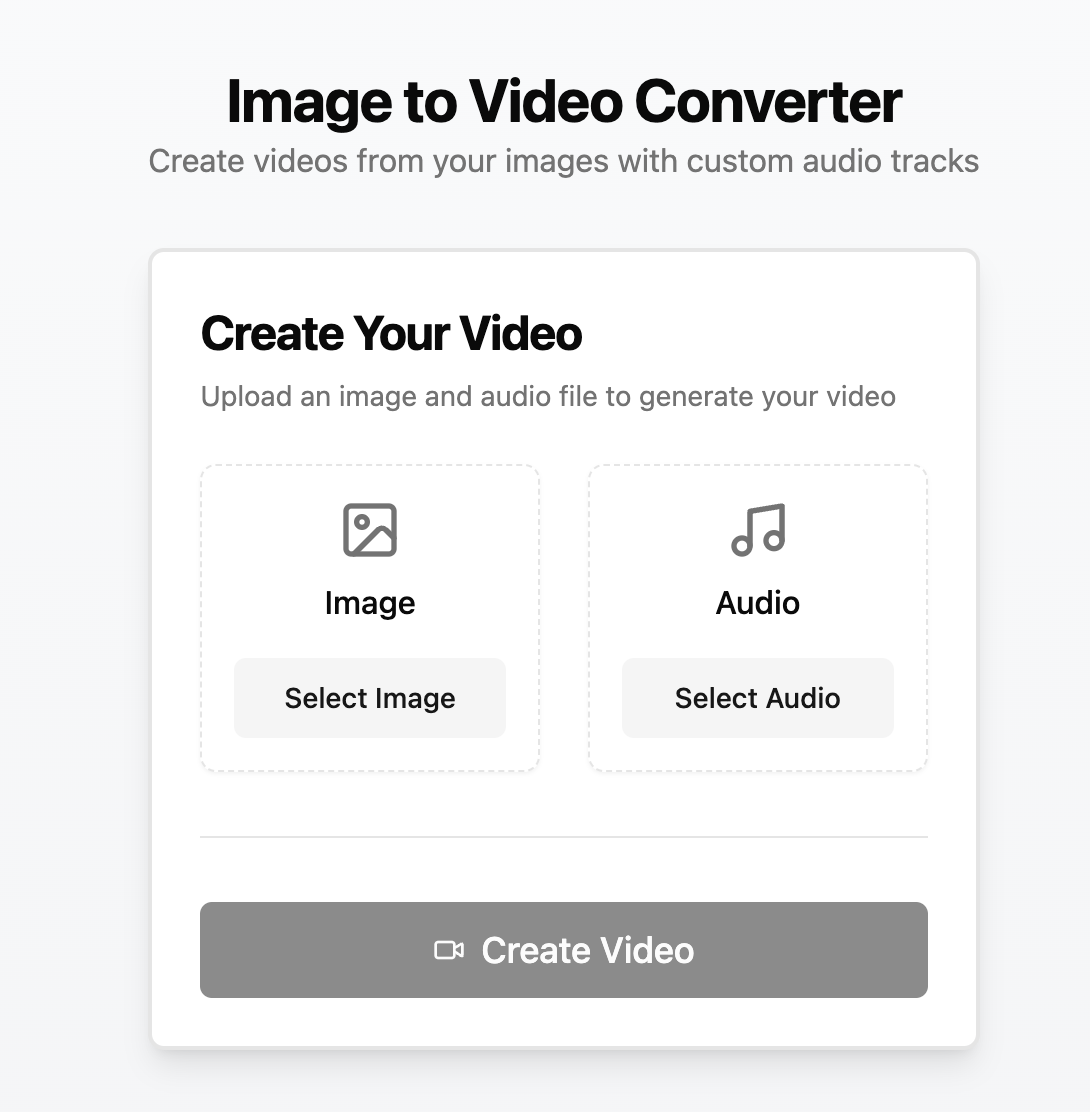 Image to Video Converter
Create videos from your images with custom audio tracks
Create Your Video
Upload an image and audio file to generate your video
Image
Audio
Select Image
Select Audio
Create Video